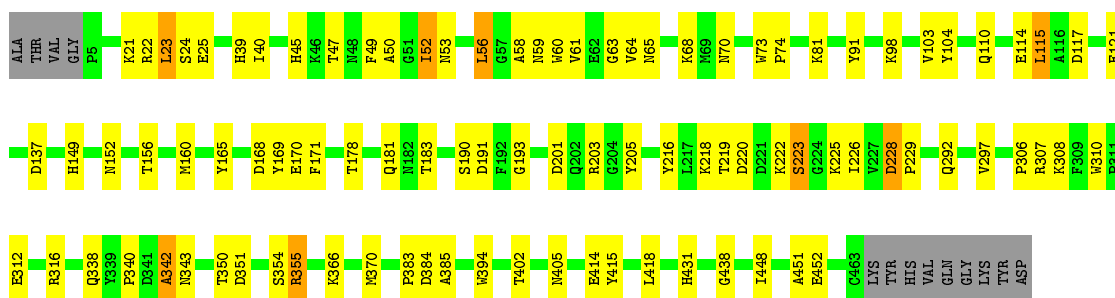 ALA THR VAL GLY P5 K21 R22 L23 S24 E25 H39 I40 H45 K46 T47 N48 F49 A50 G51 I52 N53 L56 G57 A58 N59 W60 V61 E62 G63 V64 N65 K68 M69 N70 W73 P74 K81 Y91 K98 V103 Y104 Q110 E114 L115 A116 D117
D137 H149 N152 T156 M160 Y165 D168 Y169 E170 F171 T178 Q181 N182 T183 S190 D191 F192 G193 D201 Q202 R203 G204 Y205 Y216 L217 K218 T219 D220 D221 K222 S223 G224 K225 I226 V227 D228 P229 Q292 V297 P306 R307 K308 F309 W310
E312 R316 Q338 Y339 P340 D341 A342 N343 T350 D351 S354 R355 K366 M370 P383 D384 A385 W394 T402 N405 E414 Y415 L418 H431 G438 I448 A451 E452 C463 LYS TYR HIS VAL GLN GLY LYS TYR ASP